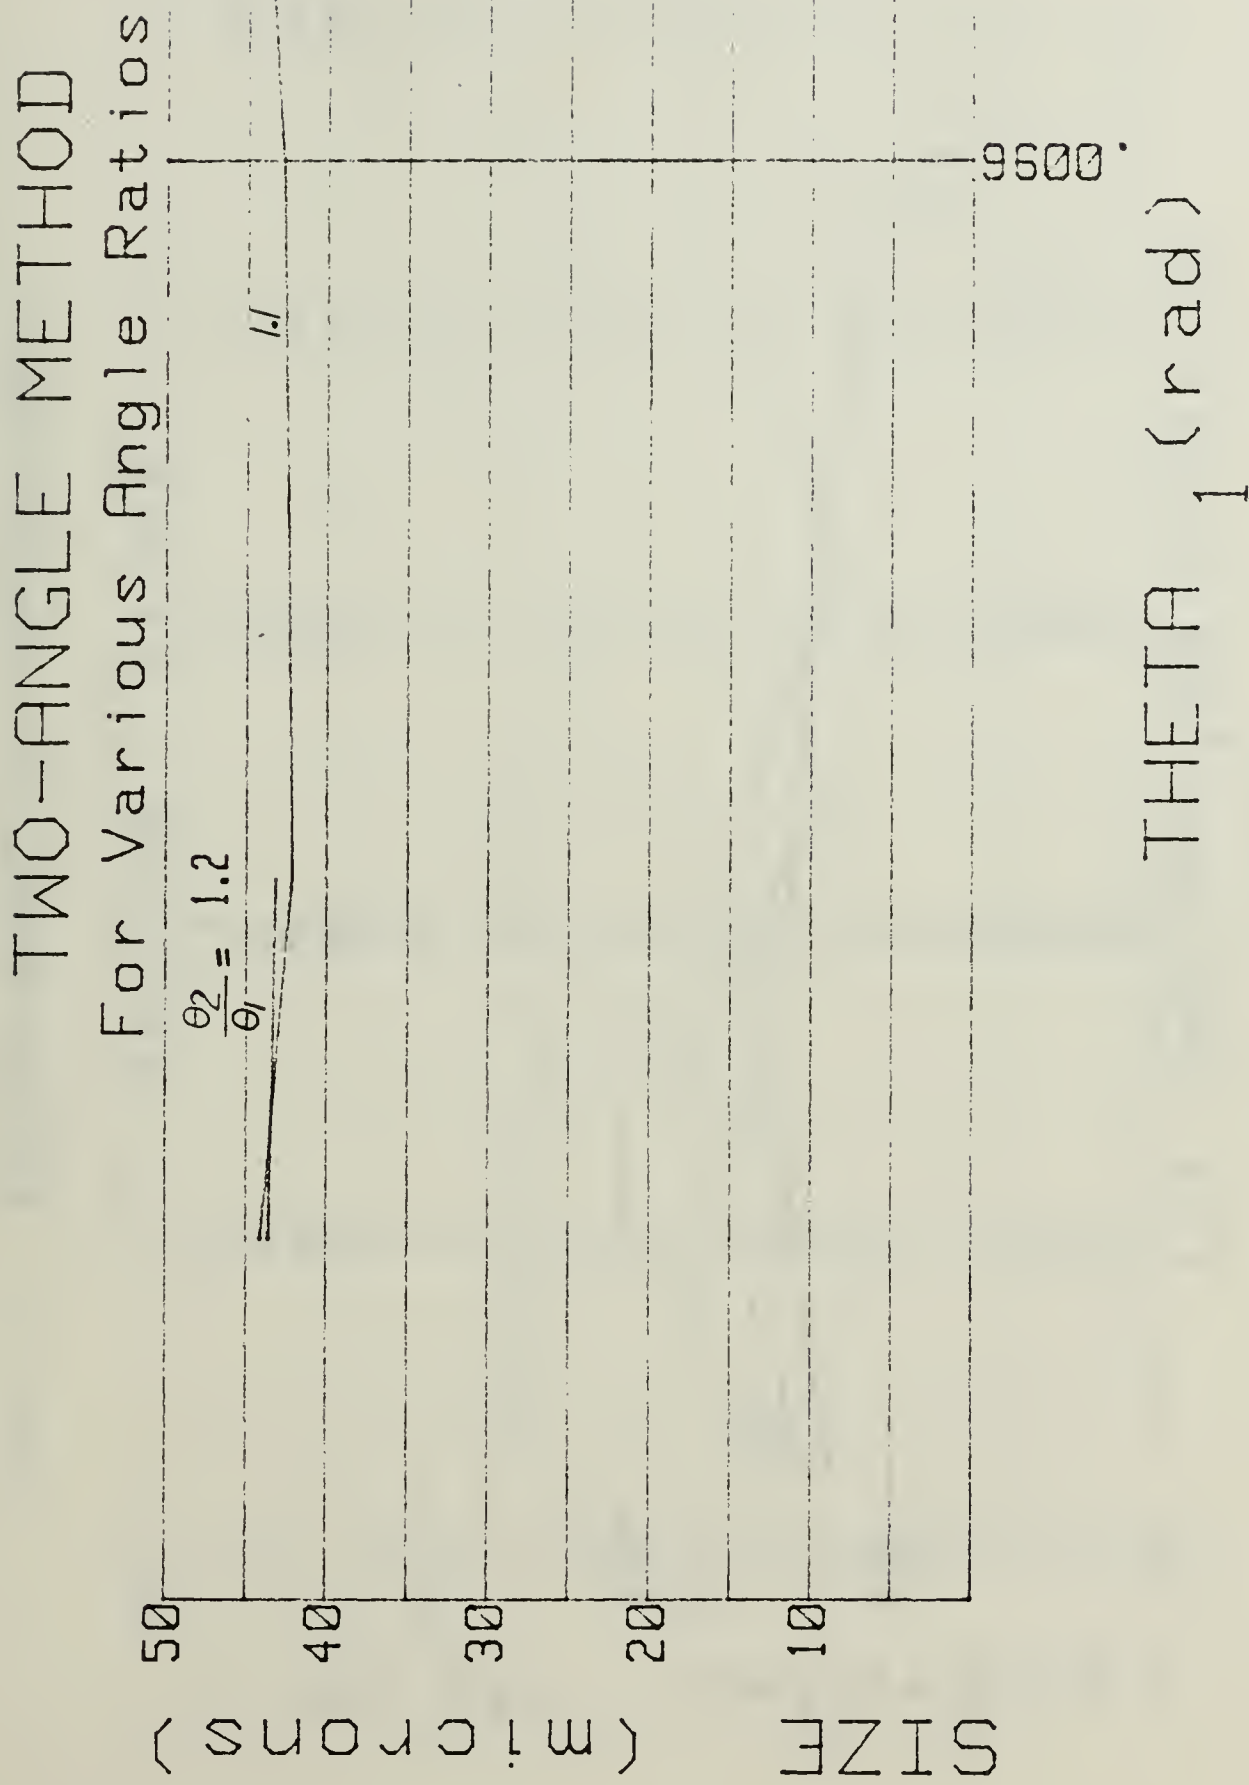 TWO-ANGLE METHOD
For Various Angle Ratios
θ2/θ1 = 1.2
1.1
50
40
30
20
10
SIZE
(microns)
.0056
THETA 1 (rad)